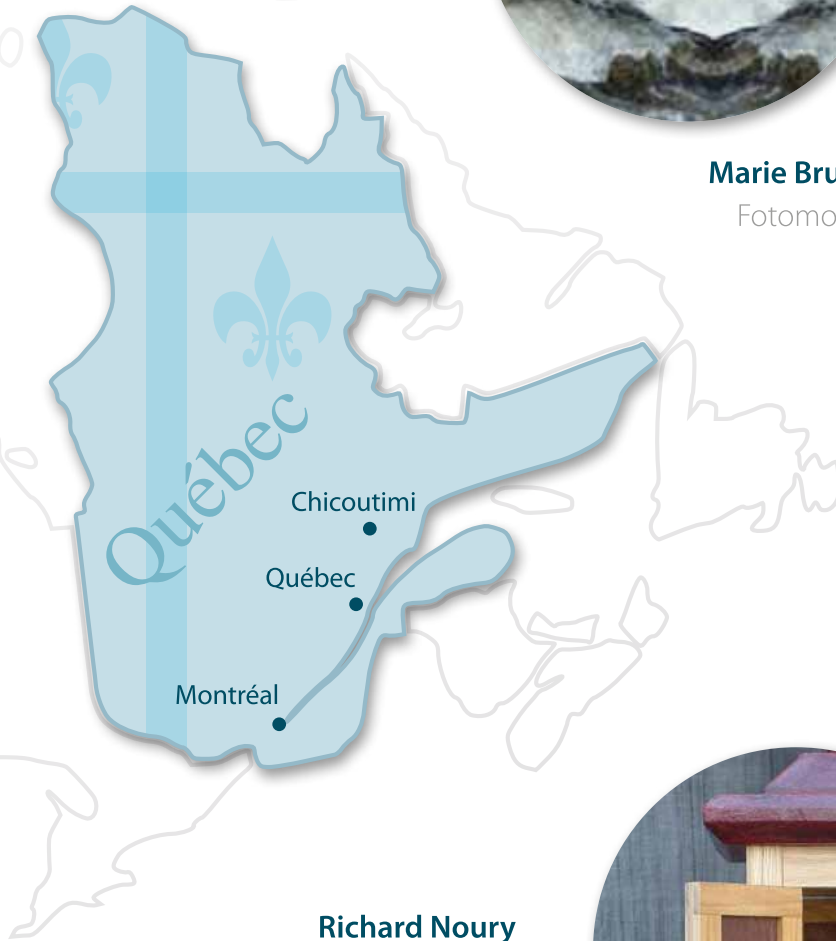 Marie Bru
Fotomo
Québec
Chicoutimi
Québec
Montréal
Richard Noury